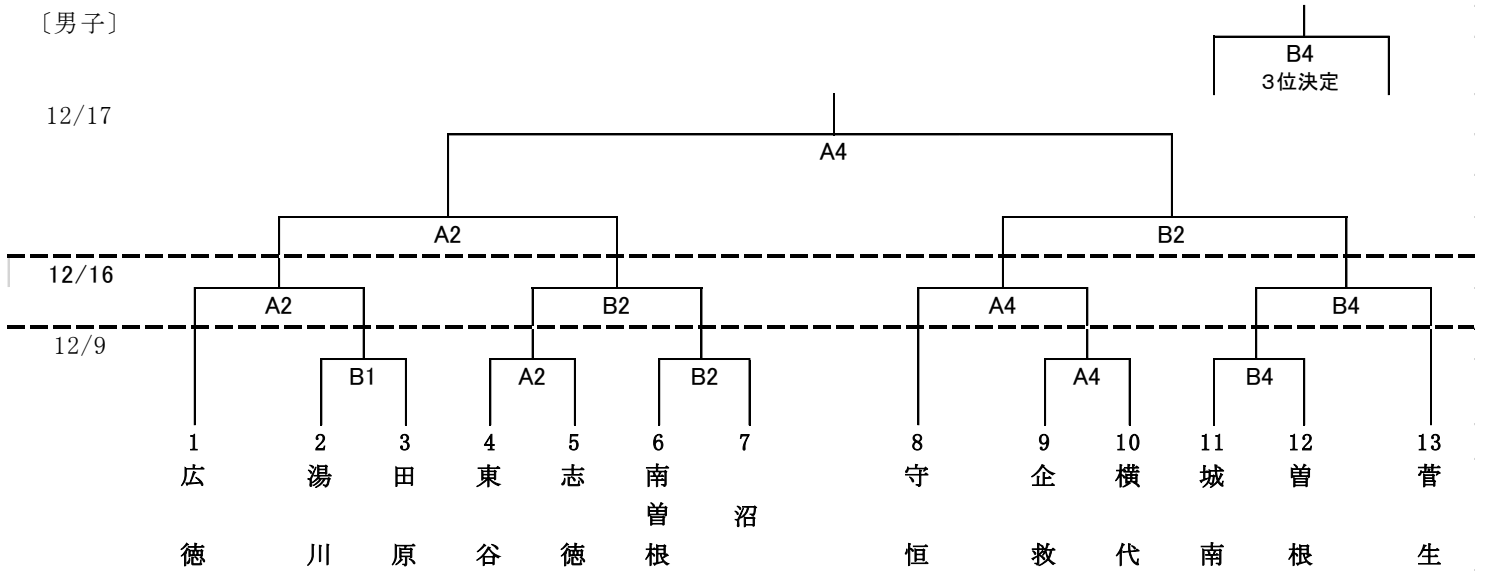 〔男子〕
B4
3位決定
12/17
A4
A2
B2
12/16
A2
B2
A4
B4
12/9
B1
A2
B2
A4
B4
1
2
3
4
5
6
7
8
9
10
11
12
13
広徳
湯川
田原
東谷
志徳
南曽根
沼
守恒
企救
横代
城南
曽根
菅生